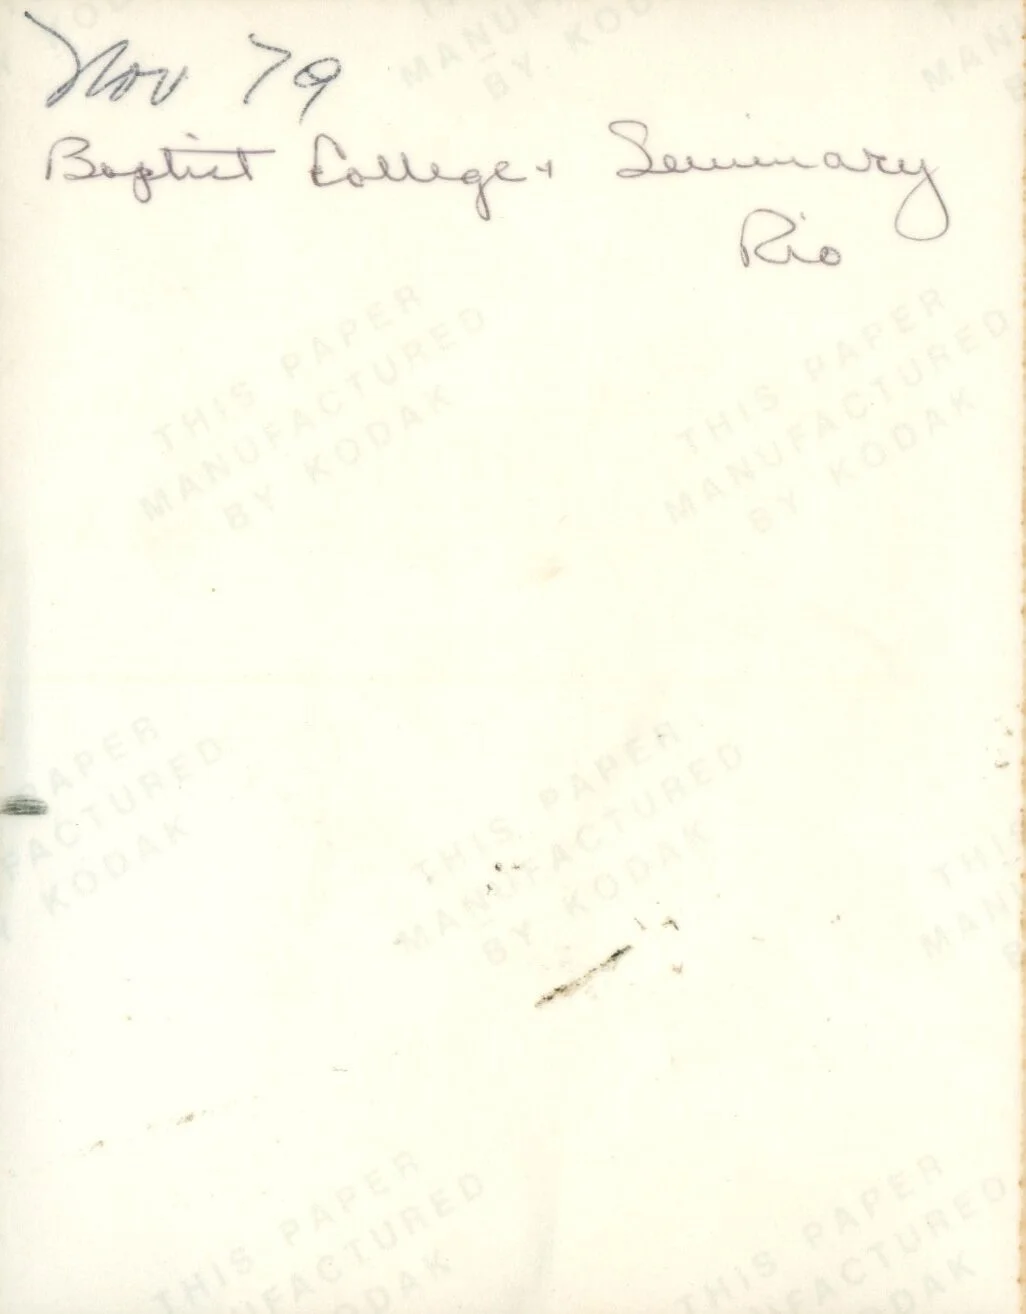 Nov 79
Baptist College + Seminary
Rio
THIS PAPER
MANUFACTURED
BY KODAK